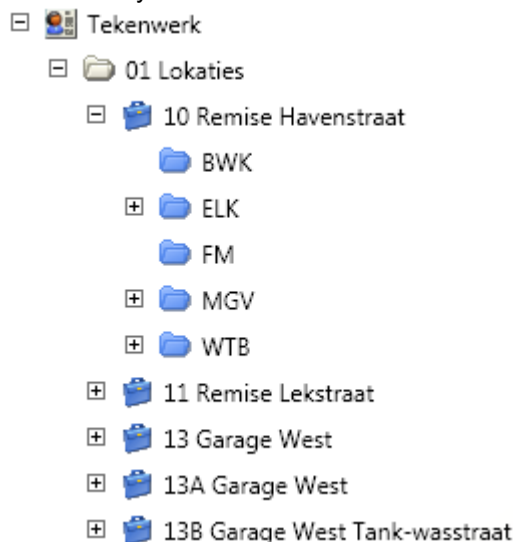 Tekenwerk
01 Lokaties
10 Remise Havenstraat
BWK
ELK
FM
MGV
WTB
11 Remise Lekstraat
13 Garage West
13A Garage West
13B Garage West Tank-wasstraat